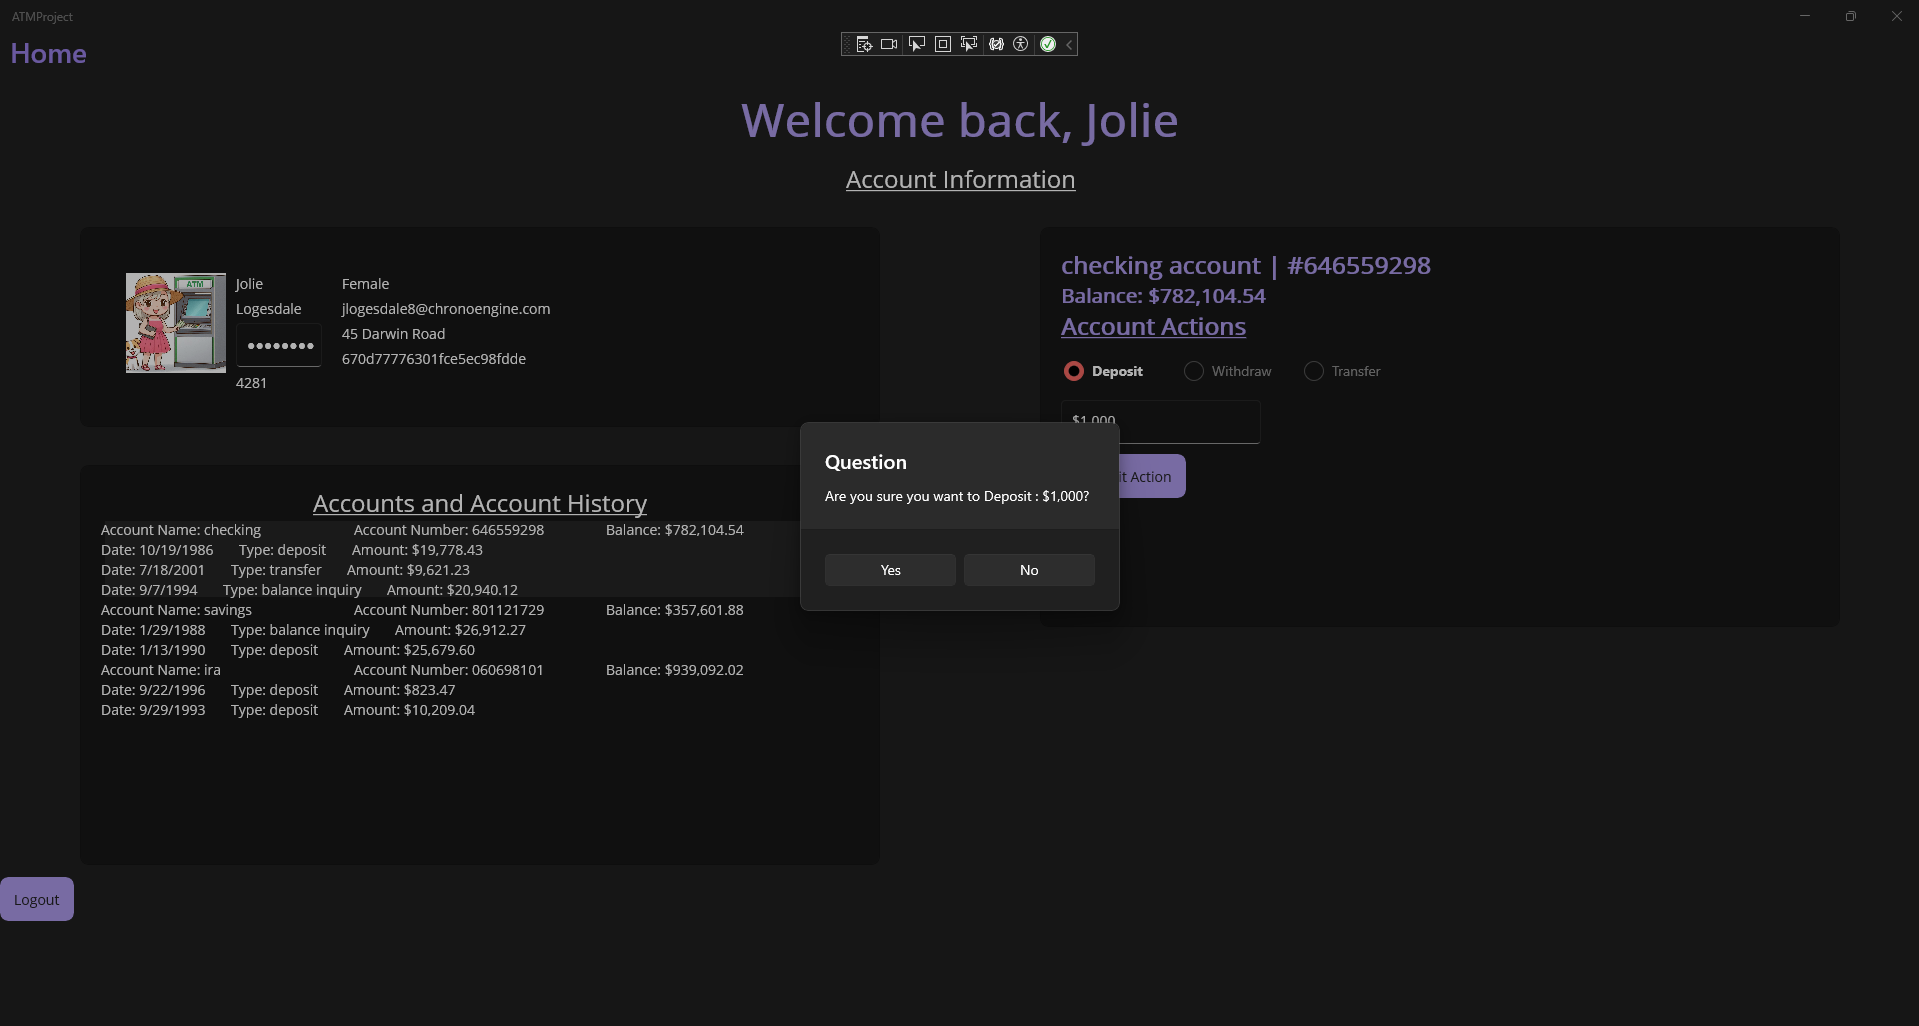 ATMProject
Home
Welcome back, Jolie
Account Information
ATM
Jolie
Logesdale
••••••••
4281
Female
jlogesdale8@chronoengine.com
45 Darwin Road
670d77776301fce5ec98fdde
checking account | #646559298
Balance: $782,104.54
Account Actions
Deposit Withdraw Transfer
$1,000
it Action
Question
Are you sure you want to Deposit : $1,000?
Yes No
Accounts and Account History
Account Name: checking Account Number: 646559298 Balance: $782,104.54
Date: 10/19/1986 Type: deposit Amount: $19,778.43
Date: 7/18/2001 Type: transfer Amount: $9,621.23
Date: 9/7/1994 Type: balance inquiry Amount: $20,940.12
Account Name: savings Account Number: 801121729 Balance: $357,601.88
Date: 1/29/1988 Type: balance inquiry Amount: $26,912.27
Date: 1/13/1990 Type: deposit Amount: $25,679.60
Account Name: ira Account Number: 060698101 Balance: $939,092.02
Date: 9/22/1996 Type: deposit Amount: $823.47
Date: 9/29/1993 Type: deposit Amount: $10,209.04
Logout